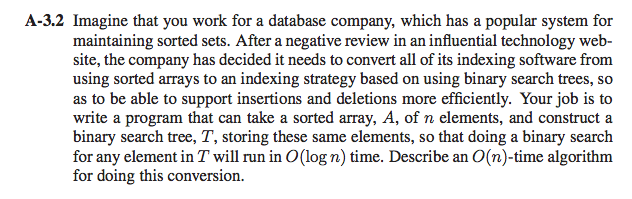 A-3.2 Imagine that you work for a database company, which has a popular system for
maintaining sorted sets. After a negative review in an influential technology web-
site, the company has decided it needs to convert all of its indexing software from
using sorted arrays to an indexing strategy based on using binary search trees, so
as to be able to support insertions and deletions more efficiently. Your job is to
write a program that can take a sorted array, A, of n elements, and construct a
binary search tree, T, storing these same elements, so that doing a binary search
for any element in T will run in O(log n) time. Describe an O(n)-time algorithm
for doing this conversion.